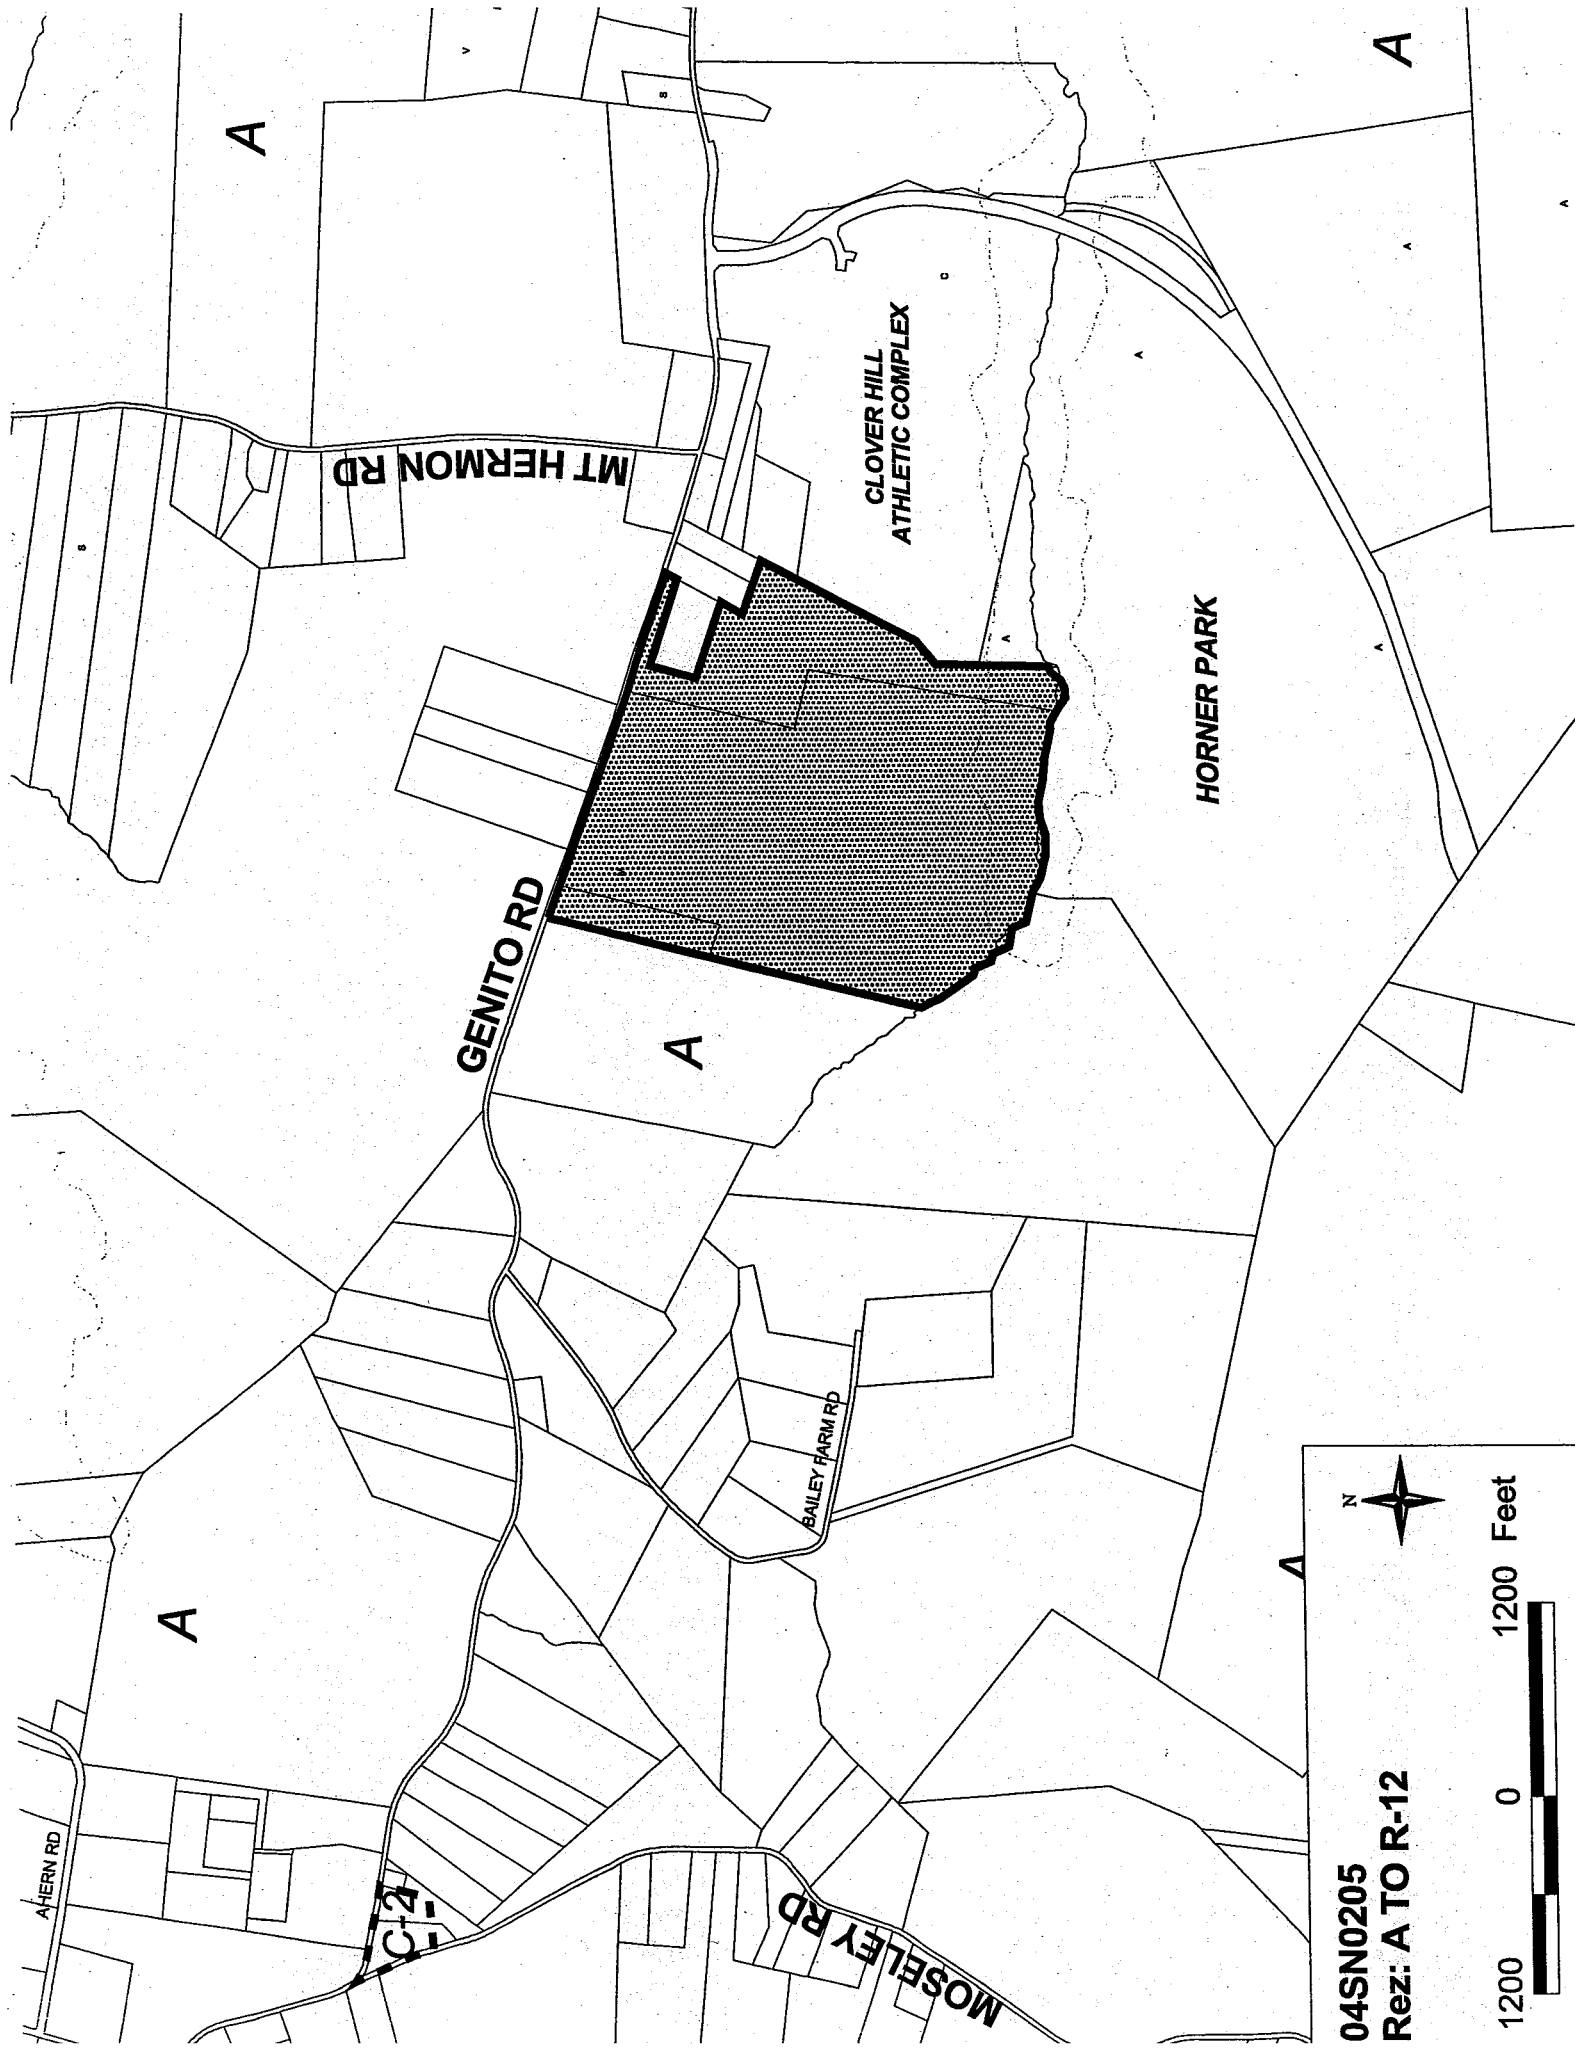 AHERN RD
S
A
A
MT HERMON RD
C-2
V
GENITO RD
S
A
BAILEY FARM RD
CLOVER HILL
ATHLETIC COMPLEX
MOSELEY RD
C
A
A
HORNER PARK
A
A
A
A
A
N
04SN0205
Rez: A TO R-12
1200 0 1200 Feet